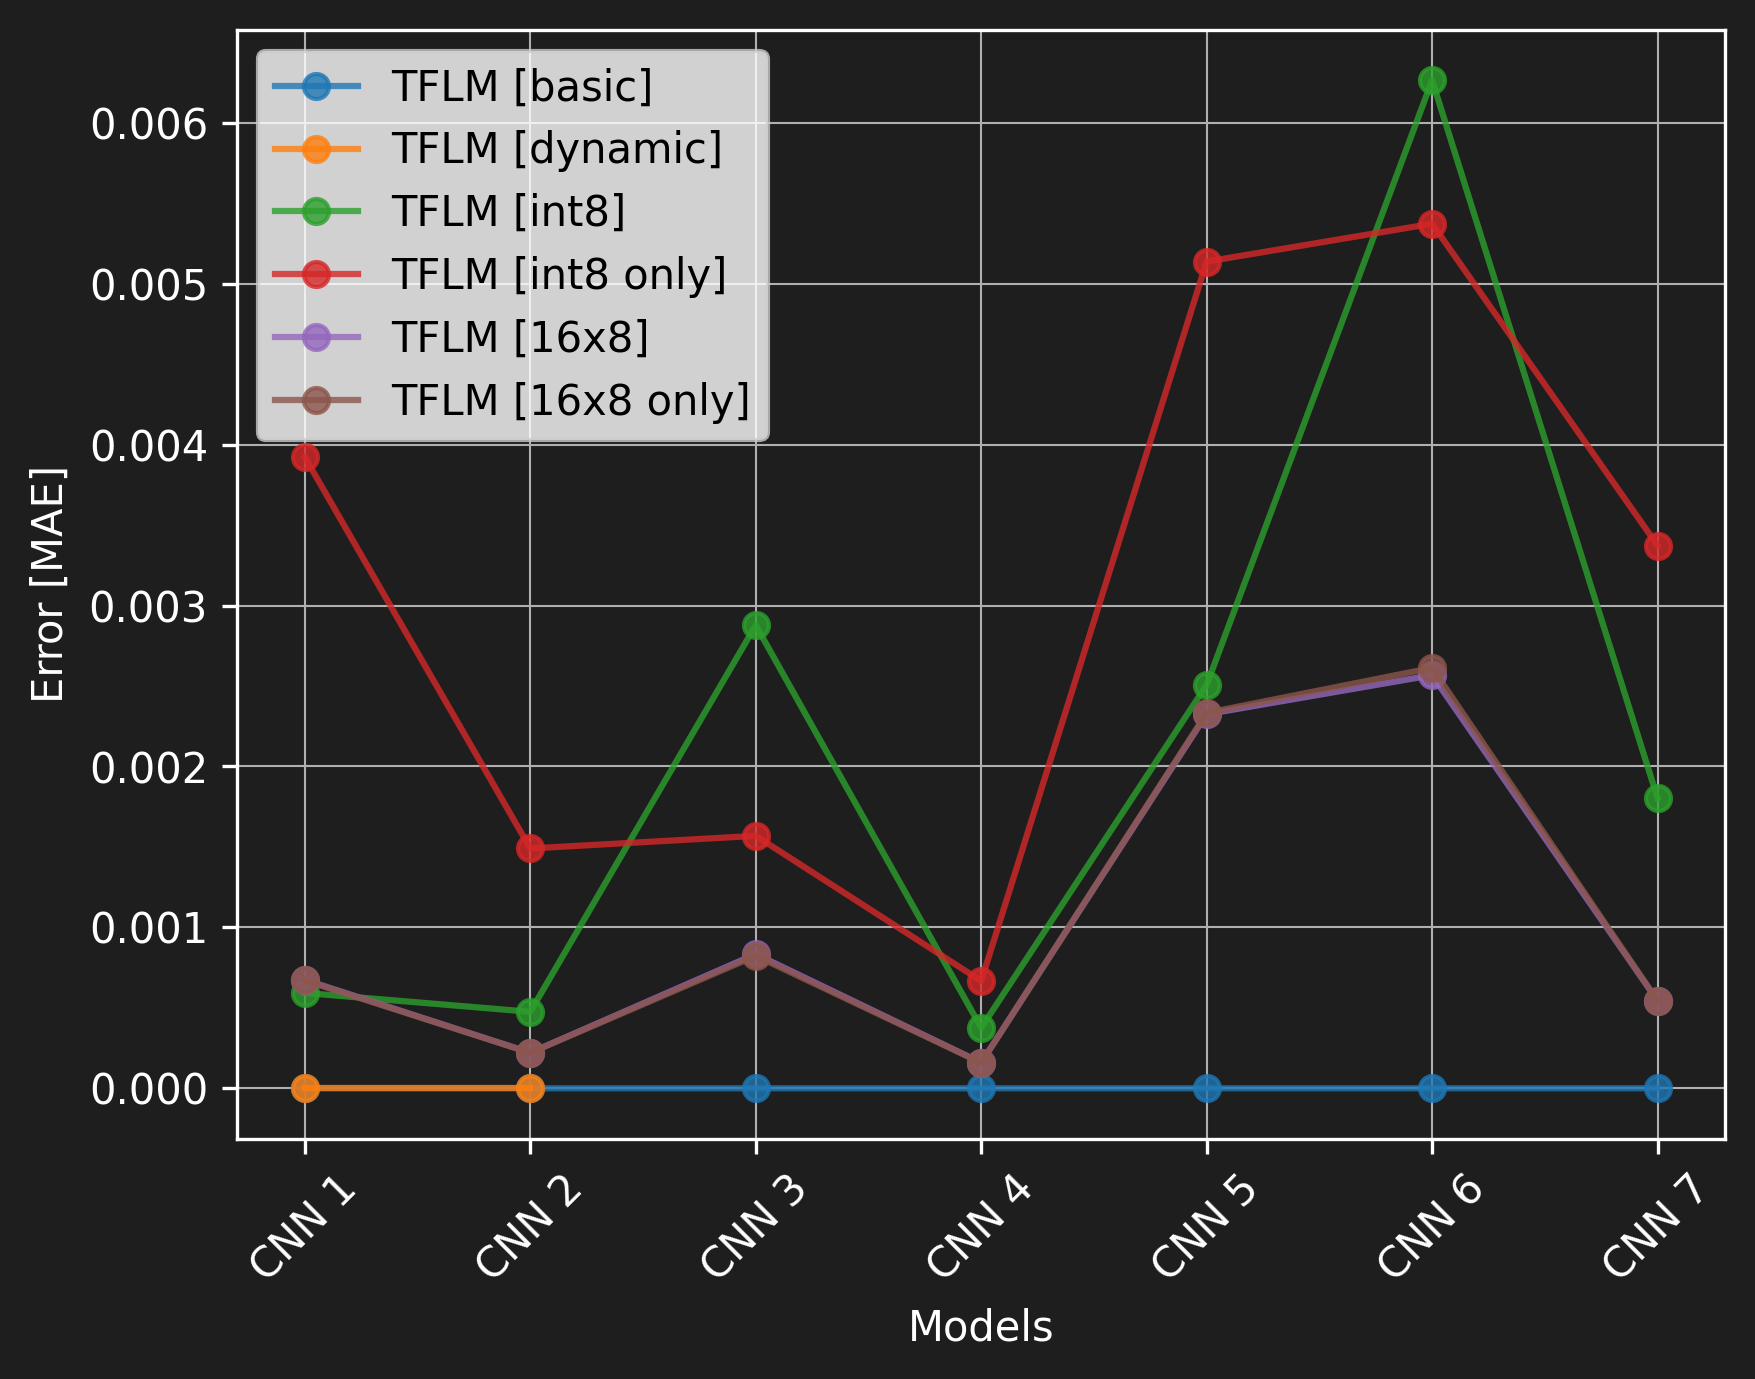 TFLM [basic]
TFLM [dynamic]
TFLM [int8]
TFLM [int8 only]
TFLM [16x8]
TFLM [16x8 only]
Error [MAE]
0.006
0.005
0.004
0.003
0.002
0.001
0.000
CNN 1
CNN 2
CNN 3
CNN 4
CNN 5
CNN 6
CNN 7
Models